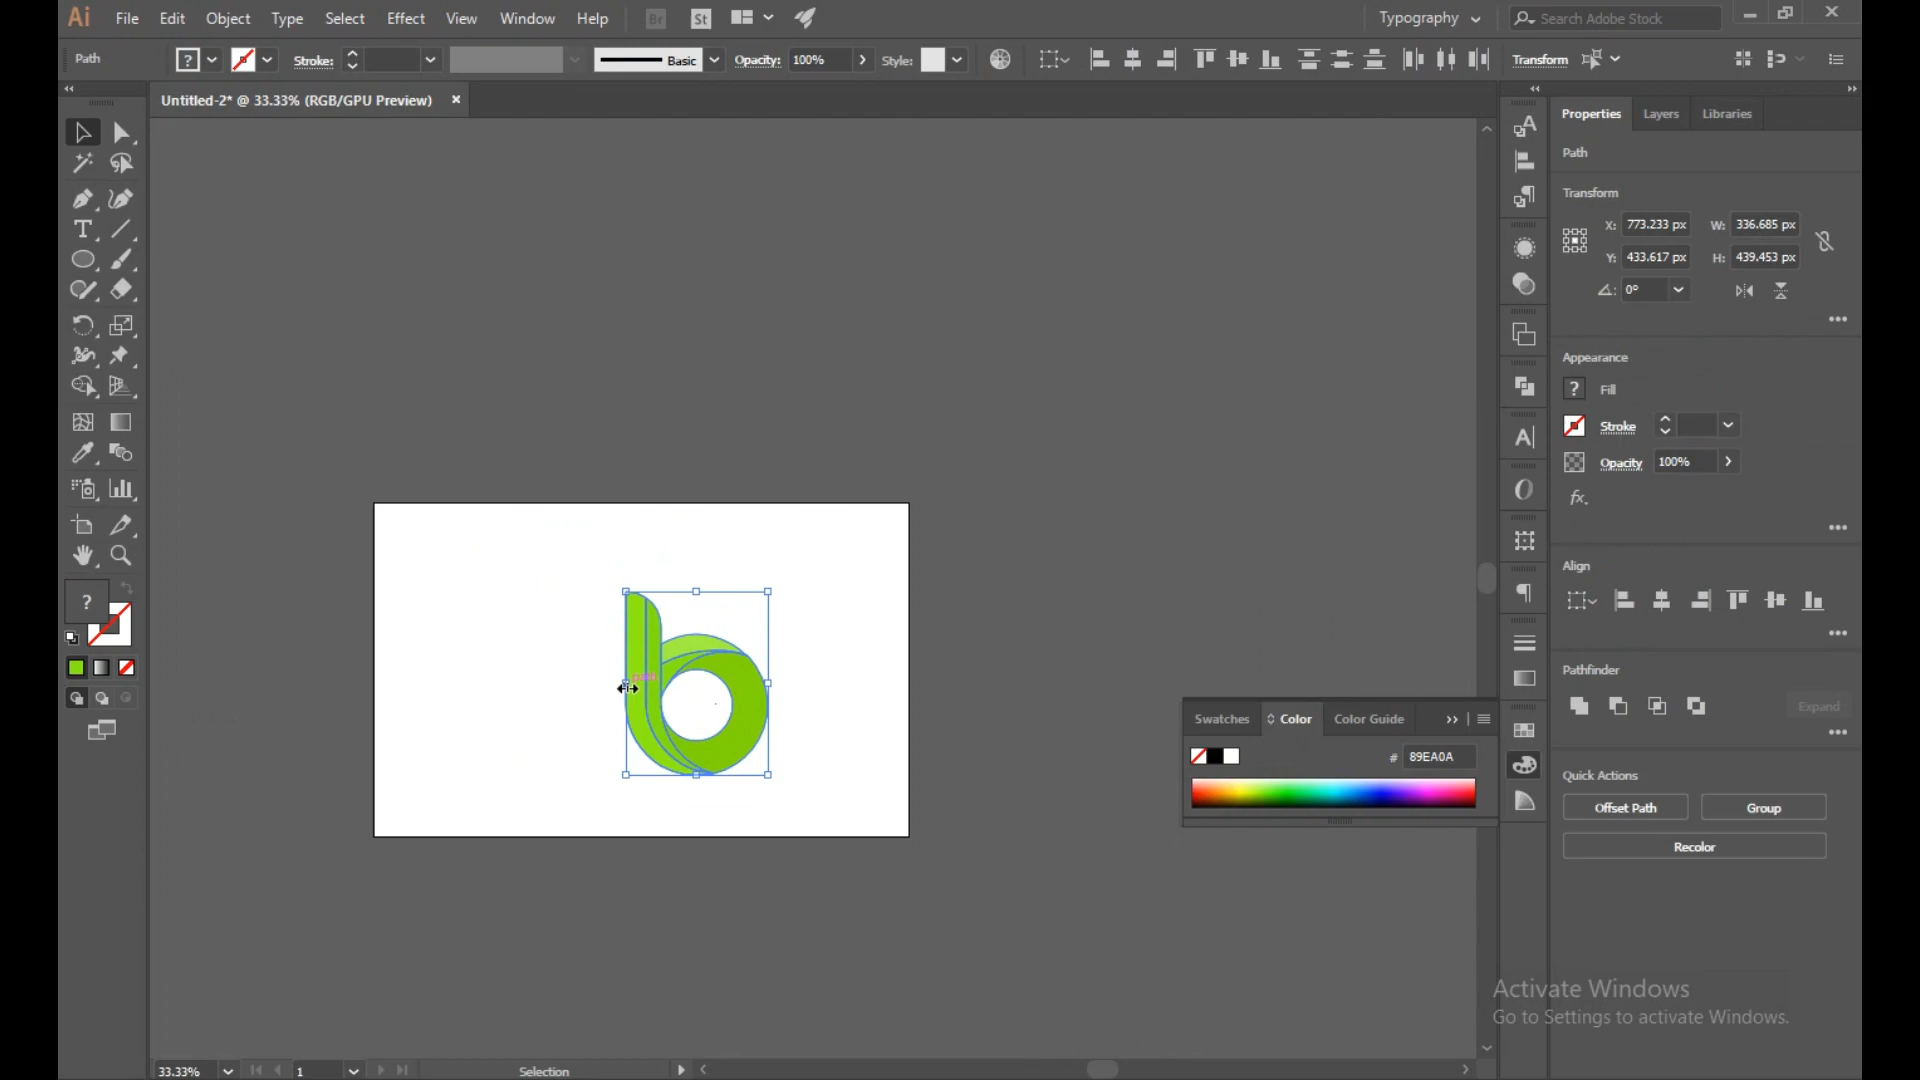 Ai File Edit Object Type Select Effect View Window Help Br St Typography Search Adobe Stock
Path ? Stroke: Basic Opacity: 100% Style: Transform
Untitled-2* @ 33.33% (RGB/GPU Preview) ×
Properties Layers Libraries
Path
Transform
X: 773.233 px W: 336.685 px
Y: 433.617 px H: 439.453 px
0°
Appearance
? Fill
Stroke
Opacity 100%
fx.
Align
Pathfinder
Expand
Quick Actions
Offset Path Group
Recolor
?
b
Swatches Color Color Guide
# 89EA0A
Activate Windows
Go to Settings to activate Windows.
33.33% 1 Selection